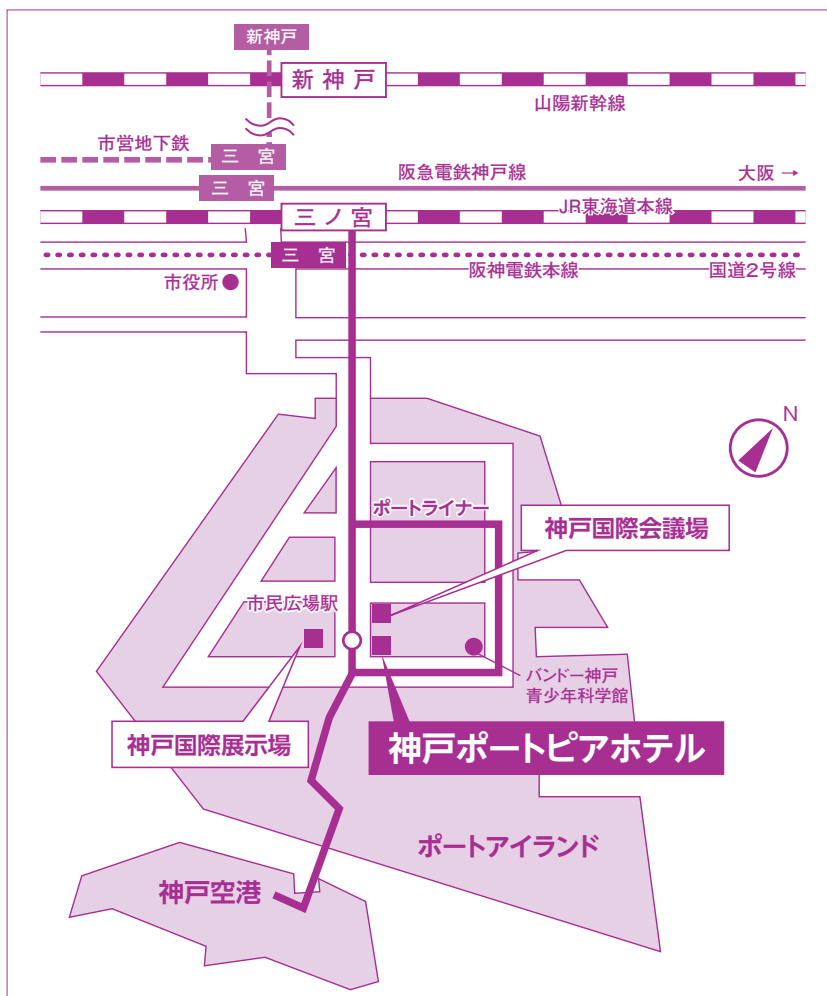 新神戸
新神戸
山陽新幹線
市営地下鉄
三 宮
阪急電鉄神戸線
大阪 →
三 宮
JR東海道本線
三ノ宮
三 宮
阪神電鉄本線
国道2号線
市役所
N
ポートライナー
神戸国際会議場
市民広場駅
バンドー神戸
青少年科学館
神戸国際展示場
神戸ポートピアホテル
ポートアイランド
神戸空港